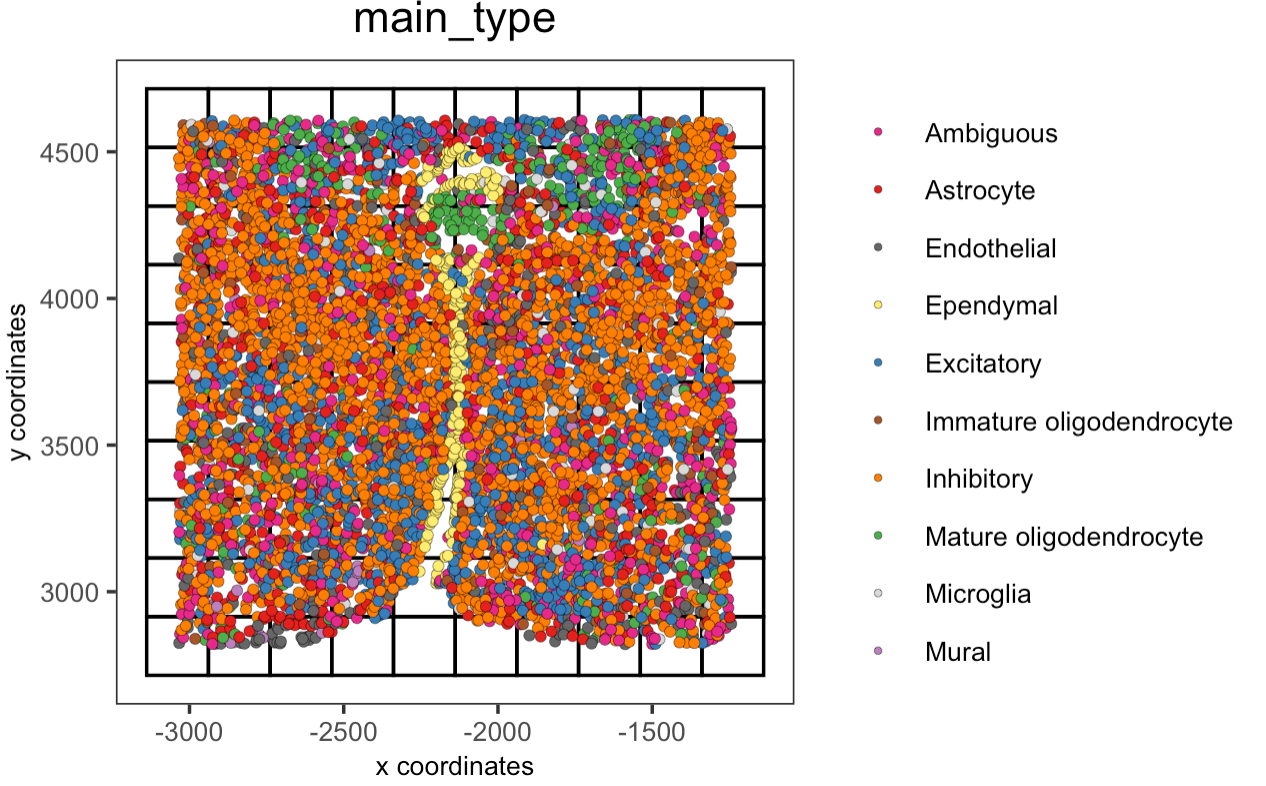 main_type
4500
4000
3500
3000
y coordinates
-3000
-2500
-2000
-1500
x coordinates
Ambiguous
Astrocyte
Endothelial
Ependymal
Excitatory
Immature oligodendrocyte
Inhibitory
Mature oligodendrocyte
Microglia
Mural